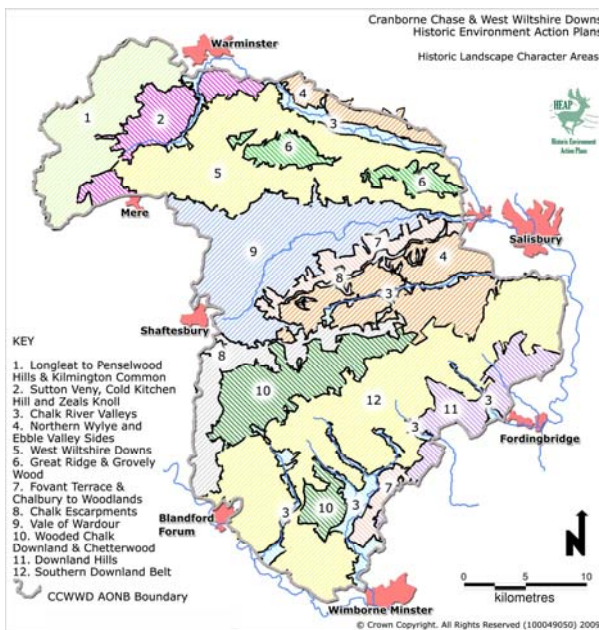 Cranborne Chase & West Wiltshire Downs
Historic Environment Action Plans
Historic Landscape Character Areas
HEAP
Historic Environment
Action Plans
Warminster
4
3
1
2
6
5
6
Mere
7
Salisbury
9
4
8
3
Shaftesbury
8
10
12
11
3
3
Fordingbridge
7
3
10
3
Blandford
Forum
Wimborne Minster
KEY
1. Longleat to Penselwood
Hills & Kilmington Common
2. Sutton Veny, Cold Kitchen
Hill and Zeals Knoll
3. Chalk River Valleys
4. Northern Wylye and
Ebble Valley Sides
5. West Wiltshire Downs
6. Great Ridge & Grovely
Wood
7. Fovant Terrace &
Chalbury to Woodlands
8. Chalk Escarpments
9. Vale of Wardour
10. Wooded Chalk
Downland & Chetterwood
11. Downland Hills
12. Southern Downland Belt
CCWWD AONB Boundary
N
0 5 10
kilometres
© Crown Copyright. All Rights Reserved (100049050) 2009